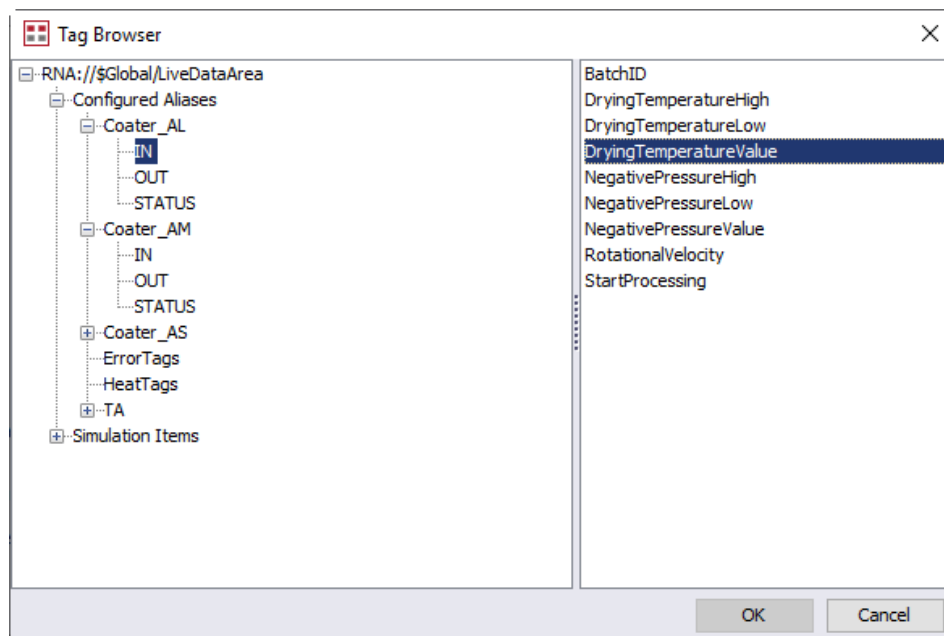 Tag Browser
RNA://$Global/LiveDataArea
Configured Aliases
Coater_AL
IN
OUT
STATUS
Coater_AM
IN
OUT
STATUS
Coater_AS
ErrorTags
HeatTags
TA
Simulation Items
BatchID
DryingTemperatureHigh
DryingTemperatureLow
DryingTemperatureValue
NegativePressureHigh
NegativePressureLow
NegativePressureValue
RotationalVelocity
StartProcessing
OK
Cancel